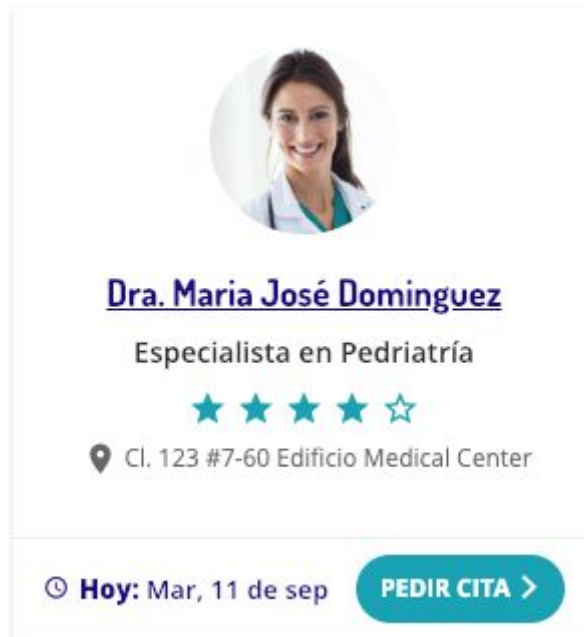 Dra. Maria José Dominguez
Especialista en Pedriatría
Cl. 123 #7-60 Edificio Medical Center
Hoy: Mar, 11 de sep
PEDIR CITA